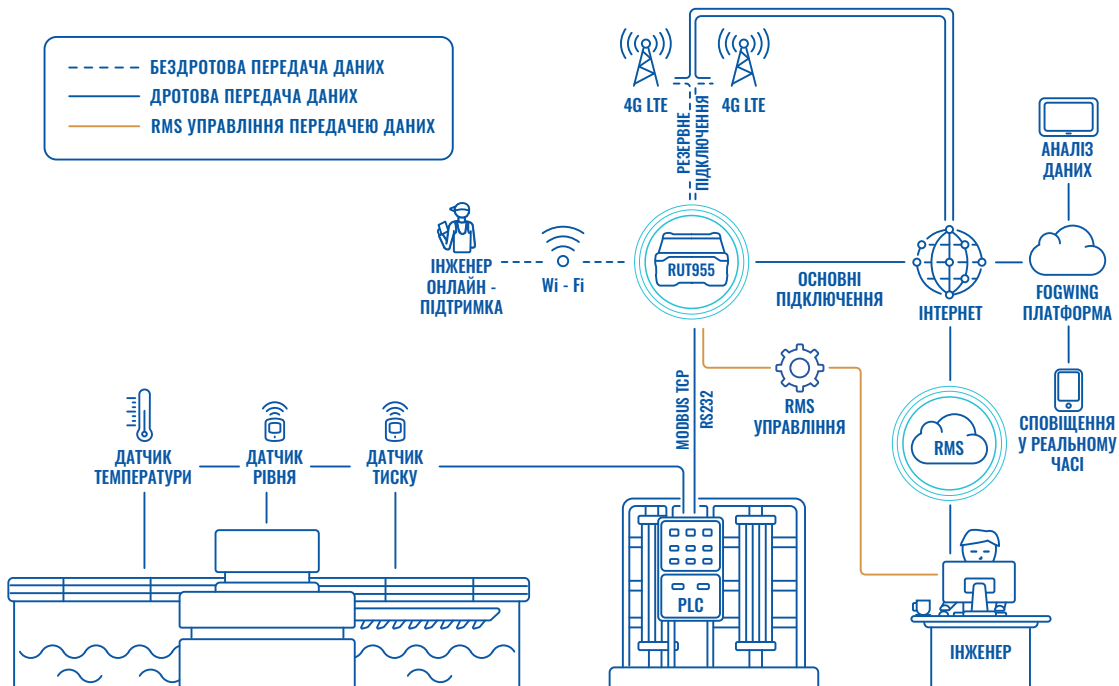 БЕЗДРОТОВА ПЕРЕДАЧА ДАНИХ
ДРОТОВА ПЕРЕДАЧА ДАНИХ
RMS УПРАВЛІННЯ ПЕРЕДАЧЕЮ ДАНИХ
4G LTE
4G LTE
РЕЗЕРВНЕ
ПІДКЛЮЧЕННЯ
АНАЛІЗ
ДАНИХ
ІНЖЕНЕР
ОНЛАЙН -
ПІДТРИМКА
Wi - Fi
RUT955
ОСНОВНІ
ПІДКЛЮЧЕННЯ
ІНТЕРНЕТ
FOGWING
ПЛАТФОРМА
MODBUS TCP
RS232
RMS
УПРАВЛІННЯ
RMS
СПОВІЩЕННЯ
У РЕАЛЬНОМУ
ЧАСІ
ДАТЧИК
ТЕМПЕРАТУРИ
ДАТЧИК
РІВНЯ
ДАТЧИК
ТИСКУ
PLC
ІНЖЕНЕР